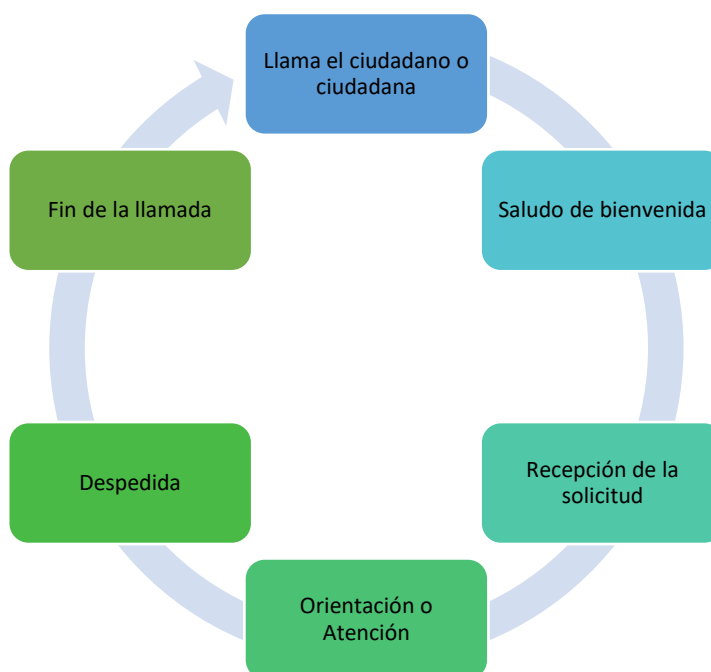 Llama el ciudadano o
ciudadana
Saludo de bienvenida
Recepción de la
solicitud
Orientación o
Atención
Despedida
Fin de la llamada